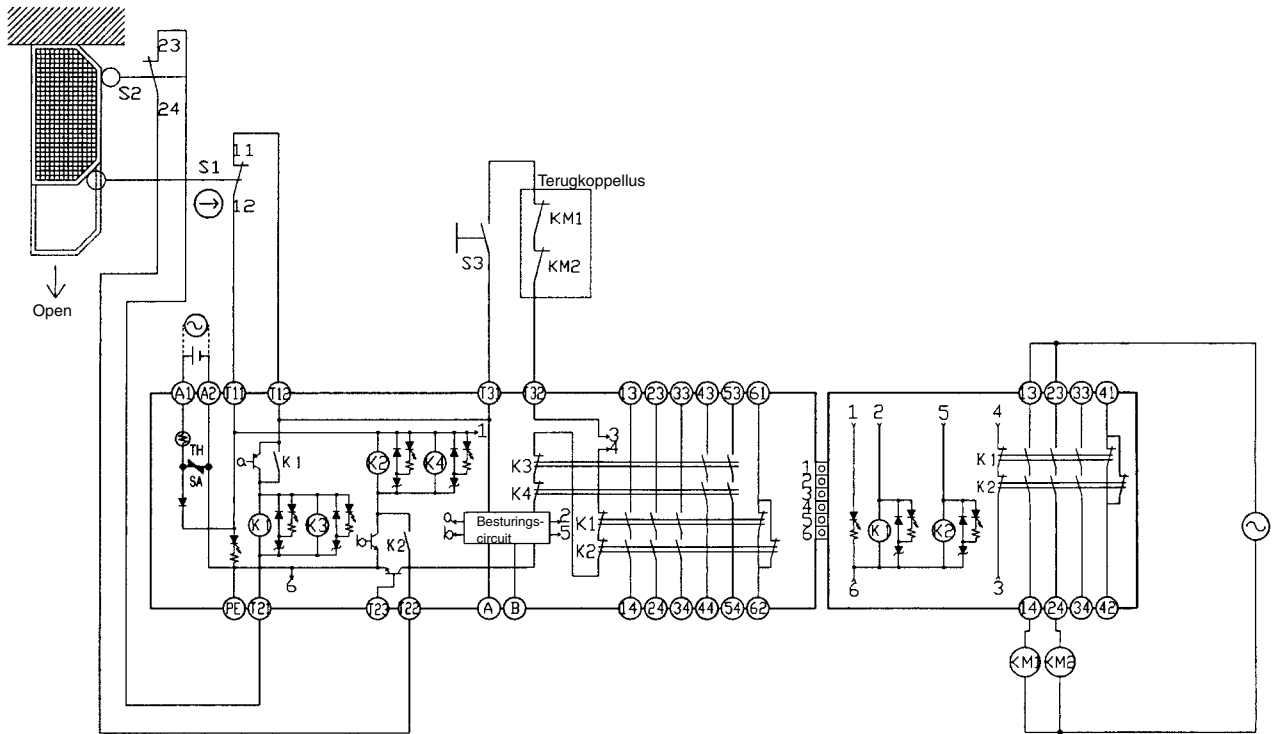 23
S2
24
11
S1
12
Open
Terugkoppellus
KM1
KM2
S3
A1 A2 T11 T12 T31 T32 13 23 33 43 53 61
13 23 33 41
TH
SA
a
K1
K2
K4
1
3
4
K3
K4
K1
K3
b
K2
a
b
Besturings-
circuit
2
5
K1
K2
6
1
2
3
4
5
6
1 2 5 4
K1
K2
K1
K2
6
3
PE T21 T23 T22 A B 14 24 34 44 54 62
14 24 34 42
KM1 KM2